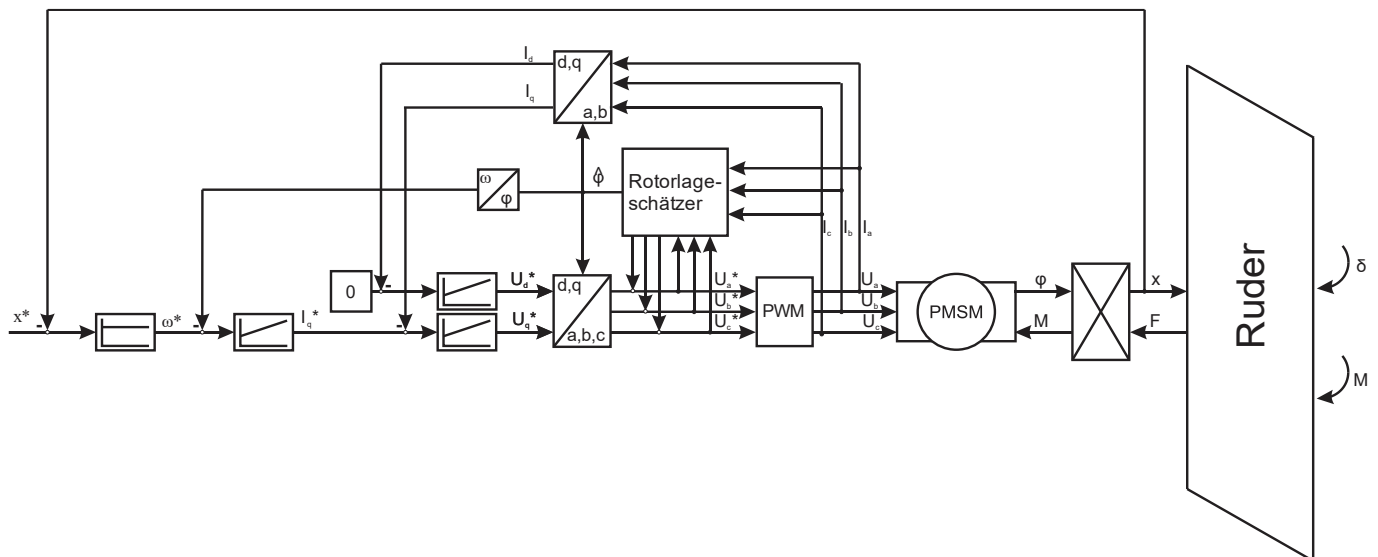 I_d
d,q
I_q
a,b
ω
φ
φ̂
Rotorlage-
schätzer
I_c I_b I_a
0
-
U_d*
d,q
U_a*
U_b*
U_c*
PWM
U_a
U_b
U_c
PMSM
φ
M
x
F
Ruder
δ
M
x*
-
ω*
-
I_q*
-
U_q*
a,b,c